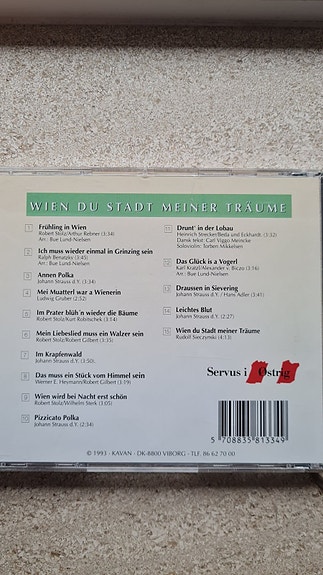 WIEN DU STADT MEINER TRÄUME
1 Frühling in Wien
Robert Stolz/Arthur Rebner (3:34)
Arr.: Bue Lund-Nielsen
2 Ich muss wieder einmal in Grinzing sein
Ralph Benatzky (3:45)
Arr.: Bue Lund-Nielsen
3 Annen Polka
Johann Strauss d.Y. (3:34)
4 Mei Muatterl war a Wienerin
Ludwig Gruber (2:52)
5 Im Prater blüh'n wieder die Bäume
Robert Stolz/Kurt Robitschek (3:54)
6 Mein Liebeslied muss ein Walzer sein
Robert Stolz/Robert Gilbert (3:35)
7 Im Krapfenwald
Johann Strauss d.Y. (3:50)
8 Das muss ein Stück vom Himmel sein
Werner E. Heymann/Robert Gilbert (3:19)
9 Wien wird bei Nacht erst schön
Robert Stolz/Wilhelm Sterk (3:05)
10 Pizzicato Polka
Johann Strauss d.Y. (2:34)
11 Drunt' in der Lobau
Heinrich Strecker/Beda und Eckhardt (3:32)
Dansk tekst: Carl Viggo Meincke
Soloviolin: Torben Mikkelsen
12 Das Glück is a Vogerl
Karl Kratzl/Alexander v. Biczo (3:16)
Arr.: Bue Lund-Nielsen
13 Draussen in Sievering
Johann Strauss d.Y. / Hans Adler (3:41)
14 Leichtes Blut
Johann Strauss d.Y. (2:27)
15 Wien du Stadt meiner Träume
Rudolf Sieczynski (4:13)
Servus i Østrig
5 708835 813349
© 1993 - KAVAN - DK-8800 VIBORG - TLF. 86 62 70 00